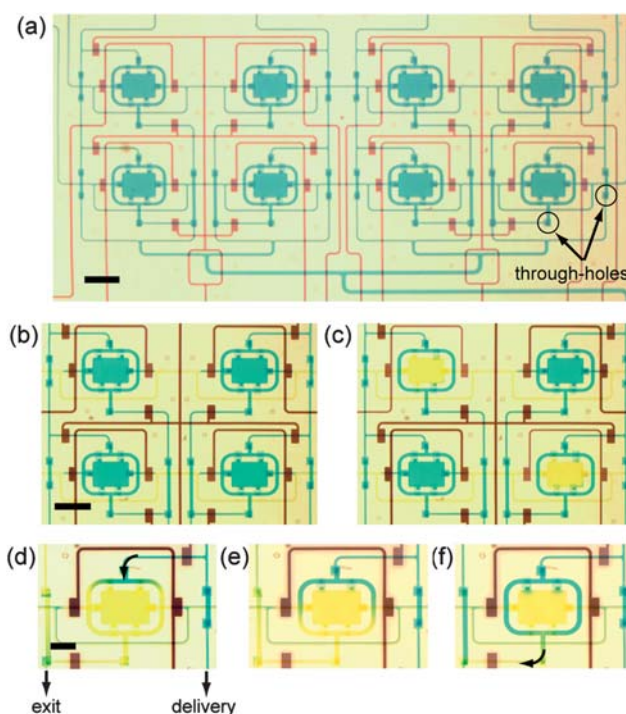 (a)
through-holes
(b)
(c)
(d)
(e)
(f)
exit
delivery